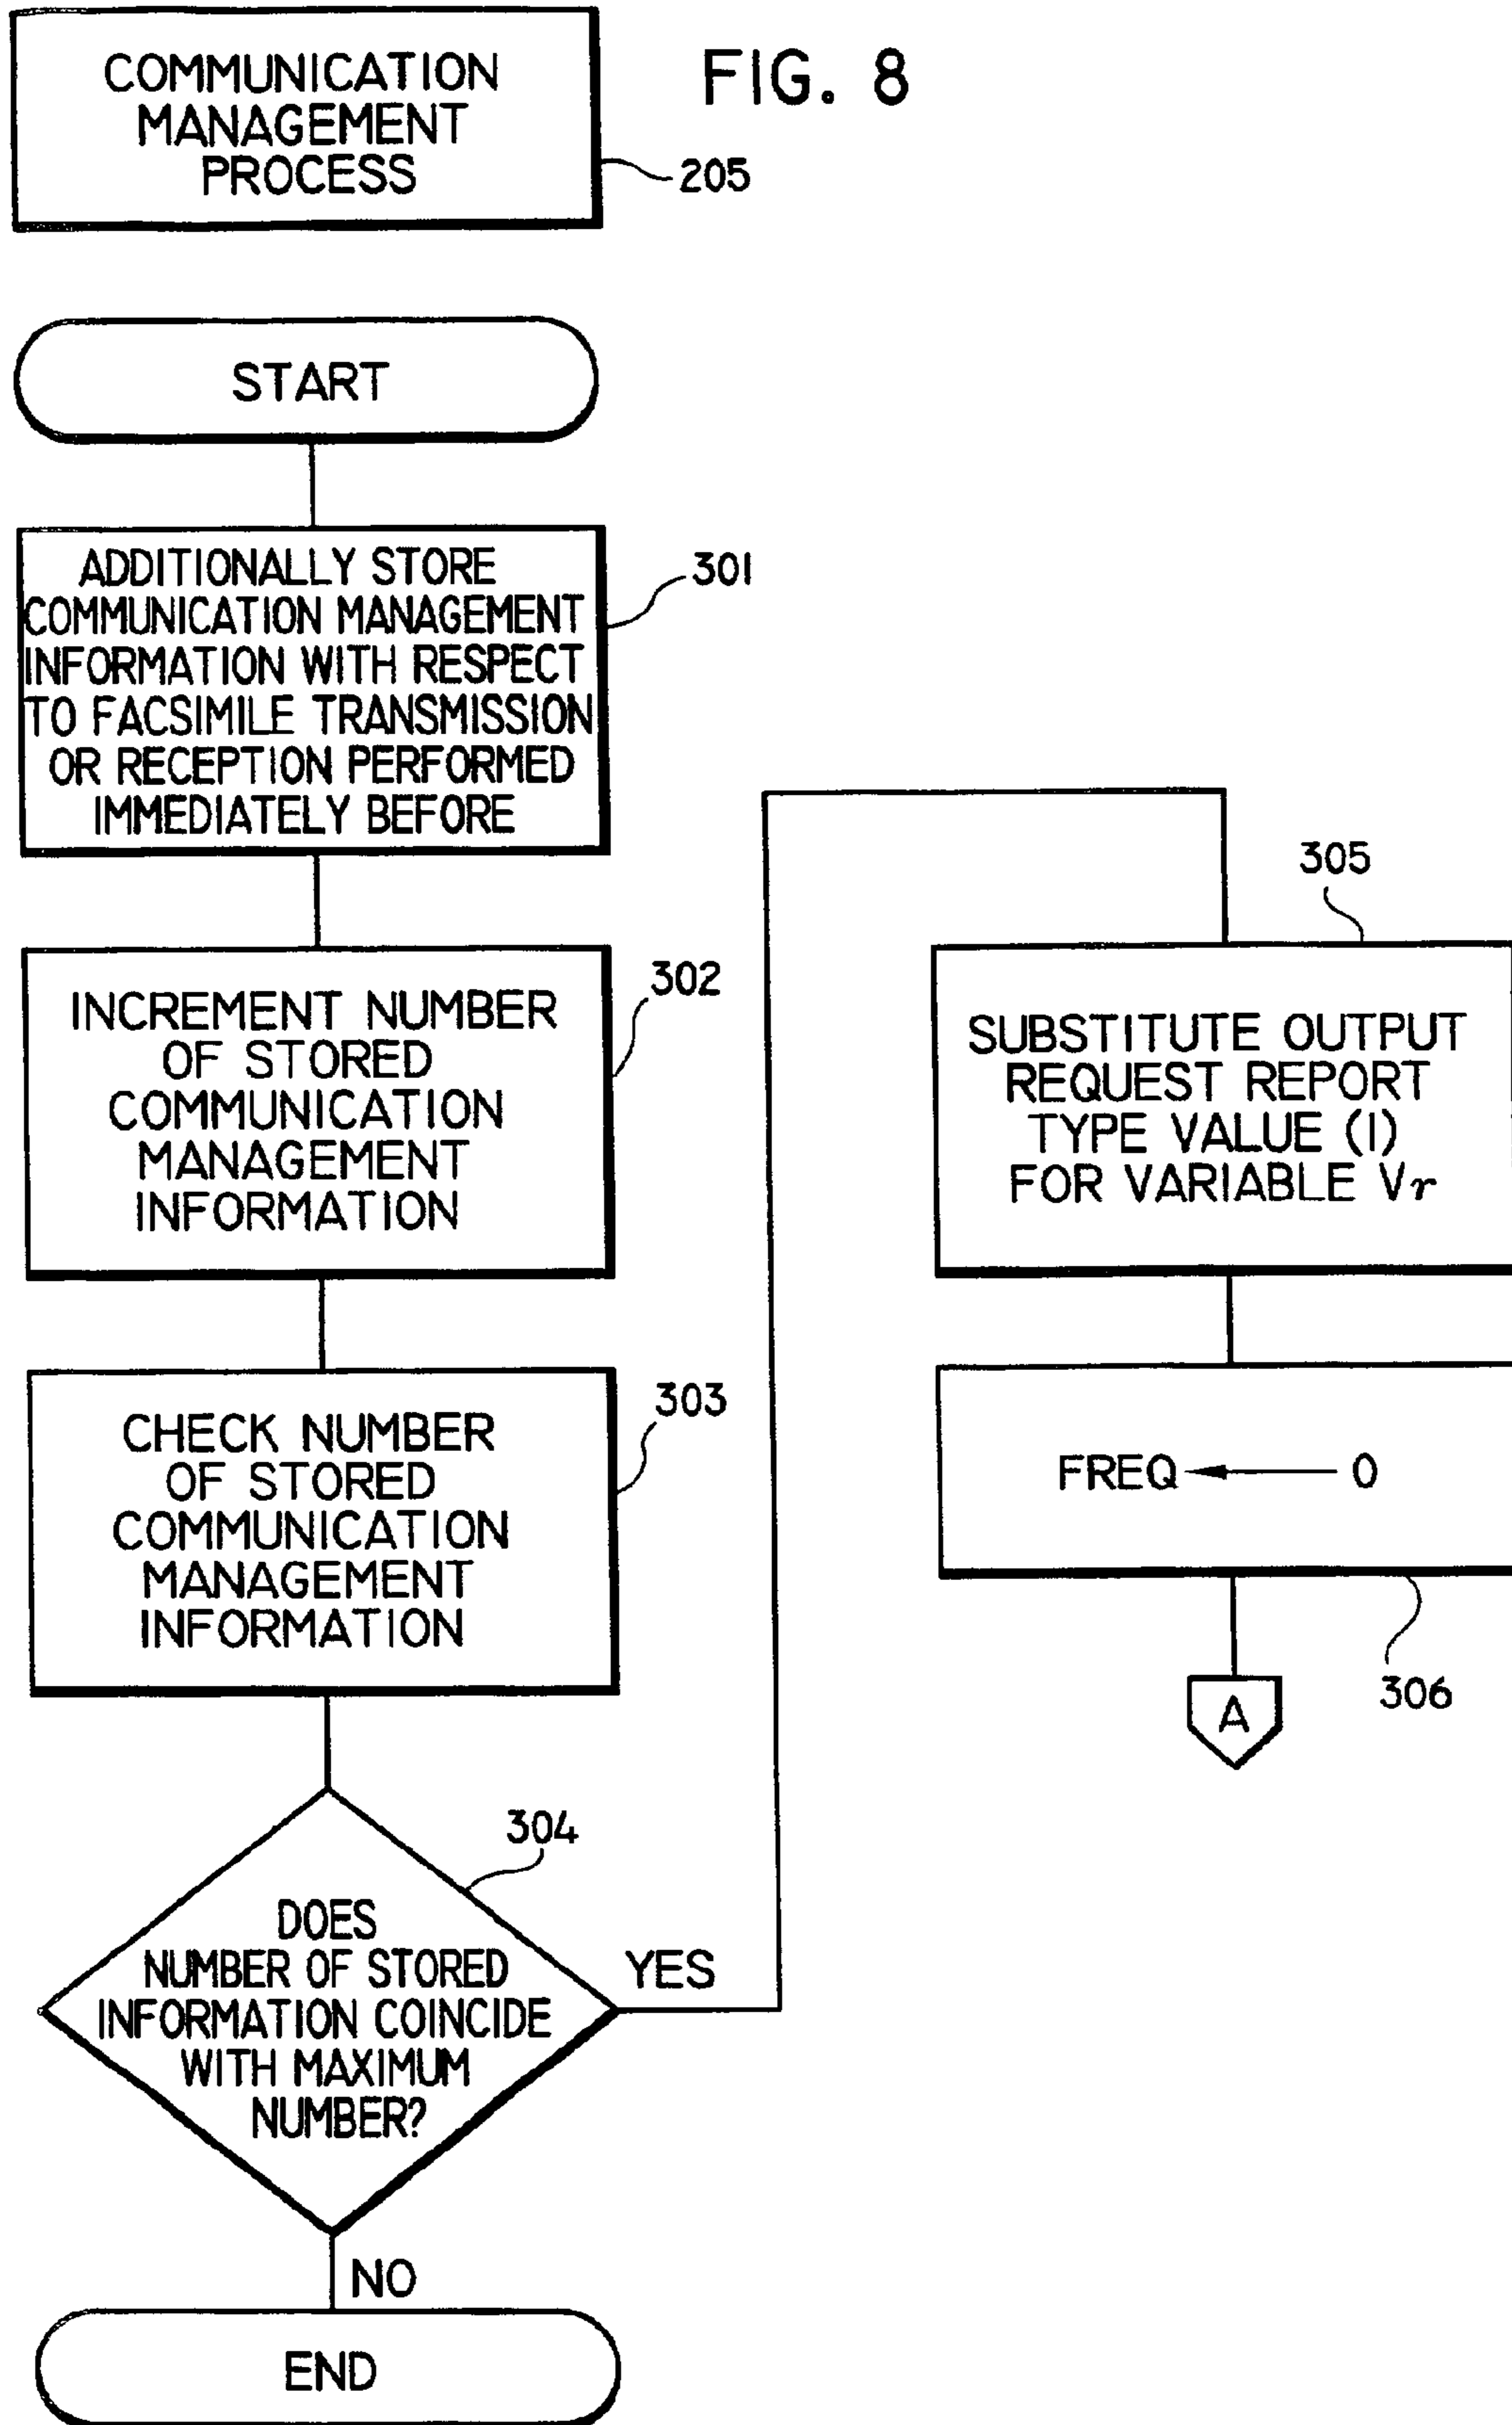 COMMUNICATION
MANAGEMENT
PROCESS
205
FIG. 8
START
ADDITIONALLY STORE
COMMUNICATION MANAGEMENT
INFORMATION WITH RESPECT
TO FACSIMILE TRANSMISSION
OR RECEPTION PERFORMED
IMMEDIATELY BEFORE
301
INCREMENT NUMBER
OF STORED
COMMUNICATION
MANAGEMENT
INFORMATION
302
CHECK NUMBER
OF STORED
COMMUNICATION
MANAGEMENT
INFORMATION
303
304
DOES
NUMBER OF STORED
INFORMATION COINCIDE
WITH MAXIMUM
NUMBER?
YES
NO
END
305
SUBSTITUTE OUTPUT
REQUEST REPORT
TYPE VALUE (1)
FOR VARIABLE Vr
FREQ ← 0
306
A